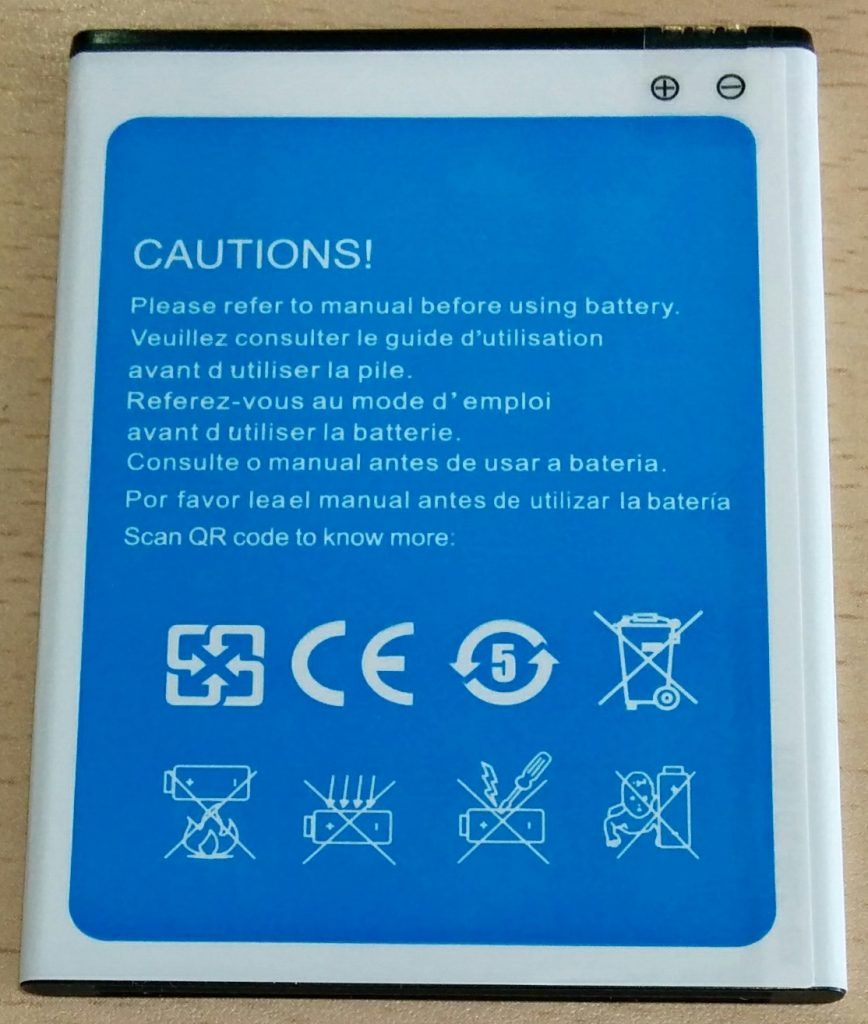 ⊕ ⊖
CAUTIONS!
Please refer to manual before using battery.
Veuillez consulter le guide d'utilisation
avant d utiliser la pile.
Referez-vous au mode d' emploi
avant d utiliser la batterie.
Consulte o manual antes de usar a bateria.
Por favor leael manual antes de utilizar la batería
Scan QR code to know more:
CE 5